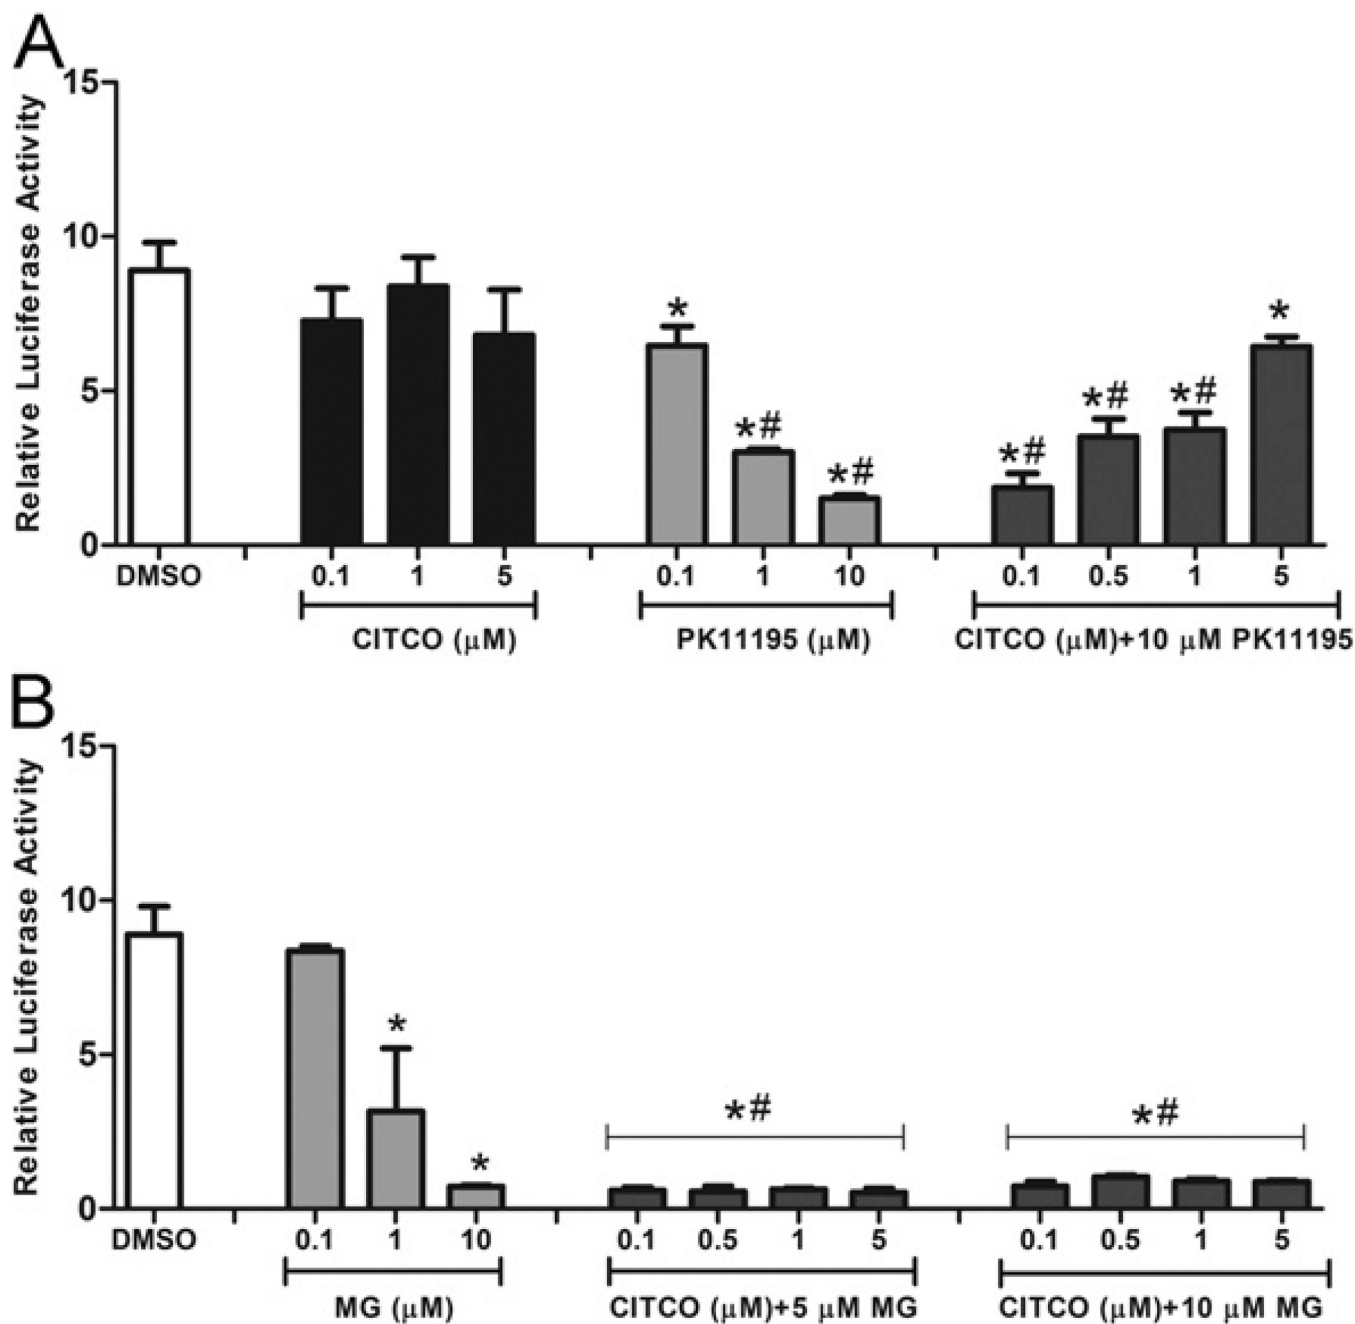 A
15
10
5
0
Relative Luciferase Activity
*
*#
*#
*#
*#
*#
*
DMSO 0.1 1 5 0.1 1 10 0.1 0.5 1 5
CITCO (μM) PK11195 (μM) CITCO (μM)+10 μM PK11195
B
15
10
5
0
Relative Luciferase Activity
*
*
*#
*#
DMSO 0.1 1 10 0.1 0.5 1 5 0.1 0.5 1 5
MG (μM) CITCO (μM)+5 μM MG CITCO (μM)+10 μM MG